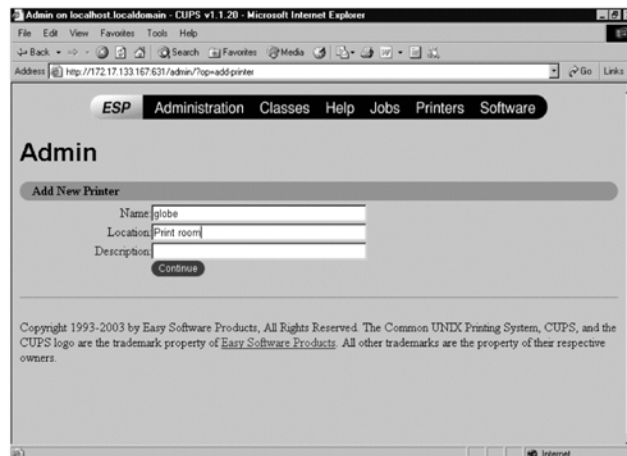 Admin on localhost.localdomain - CUPS v1.1.20 - Microsoft Internet Explorer
File Edit View Favorites Tools Help
Back Search Favorites Media
Address http://172.17.133.167:631/admin/?op=add-printer Go Links
ESP Administration Classes Help Jobs Printers Software
Admin
Add New Printer
Name: globe
Location: Print room
Description:
Continue
Copyright 1993-2003 by Easy Software Products, All Rights Reserved. The Common UNIX Printing System, CUPS, and the
CUPS logo are the trademark property of Easy Software Products. All other trademarks are the property of their respective
owners.
Internet